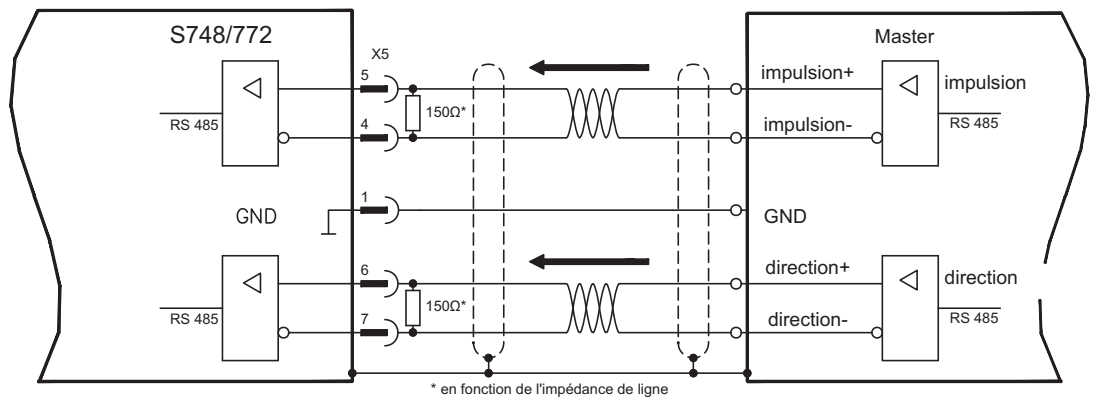 S748/772
X5
Master
5
impulsion+
impulsion
150Ω*
RS 485
RS 485
4
impulsion-
1
GND
GND
6
direction+
direction
150Ω*
RS 485
RS 485
7
direction-
* en fonction de l'impédance de ligne